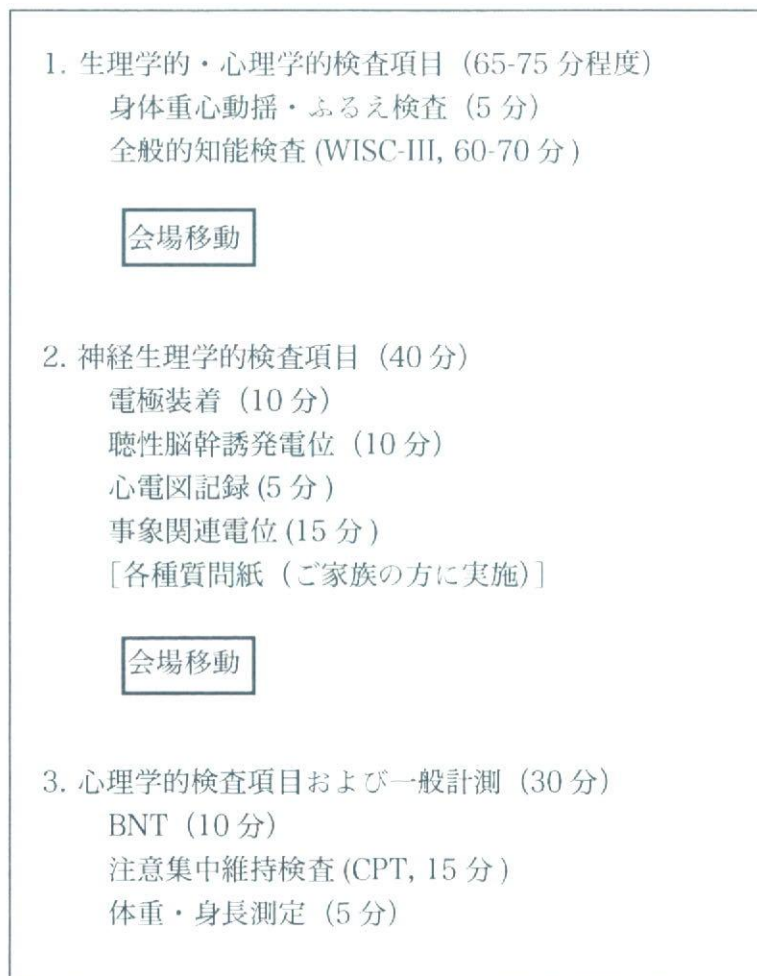 1. 生理学的・心理学的検査項目（65-75 分程度）
身体重心動揺・ふるえ検査（5 分）
全般的知能検査 (WISC-III, 60-70 分 )
会場移動
2. 神経生理学的検査項目（40 分）
電極装着（10 分）
聴性脳幹誘発電位（10 分）
心電図記録 (5 分 )
事象関連電位 (15 分 )
［各種質問紙（ご家族の方に実施）］
会場移動
3. 心理学的検査項目および一般計測（30 分）
BNT（10 分）
注意集中維持検査 (CPT, 15 分 )
体重・身長測定（5 分）